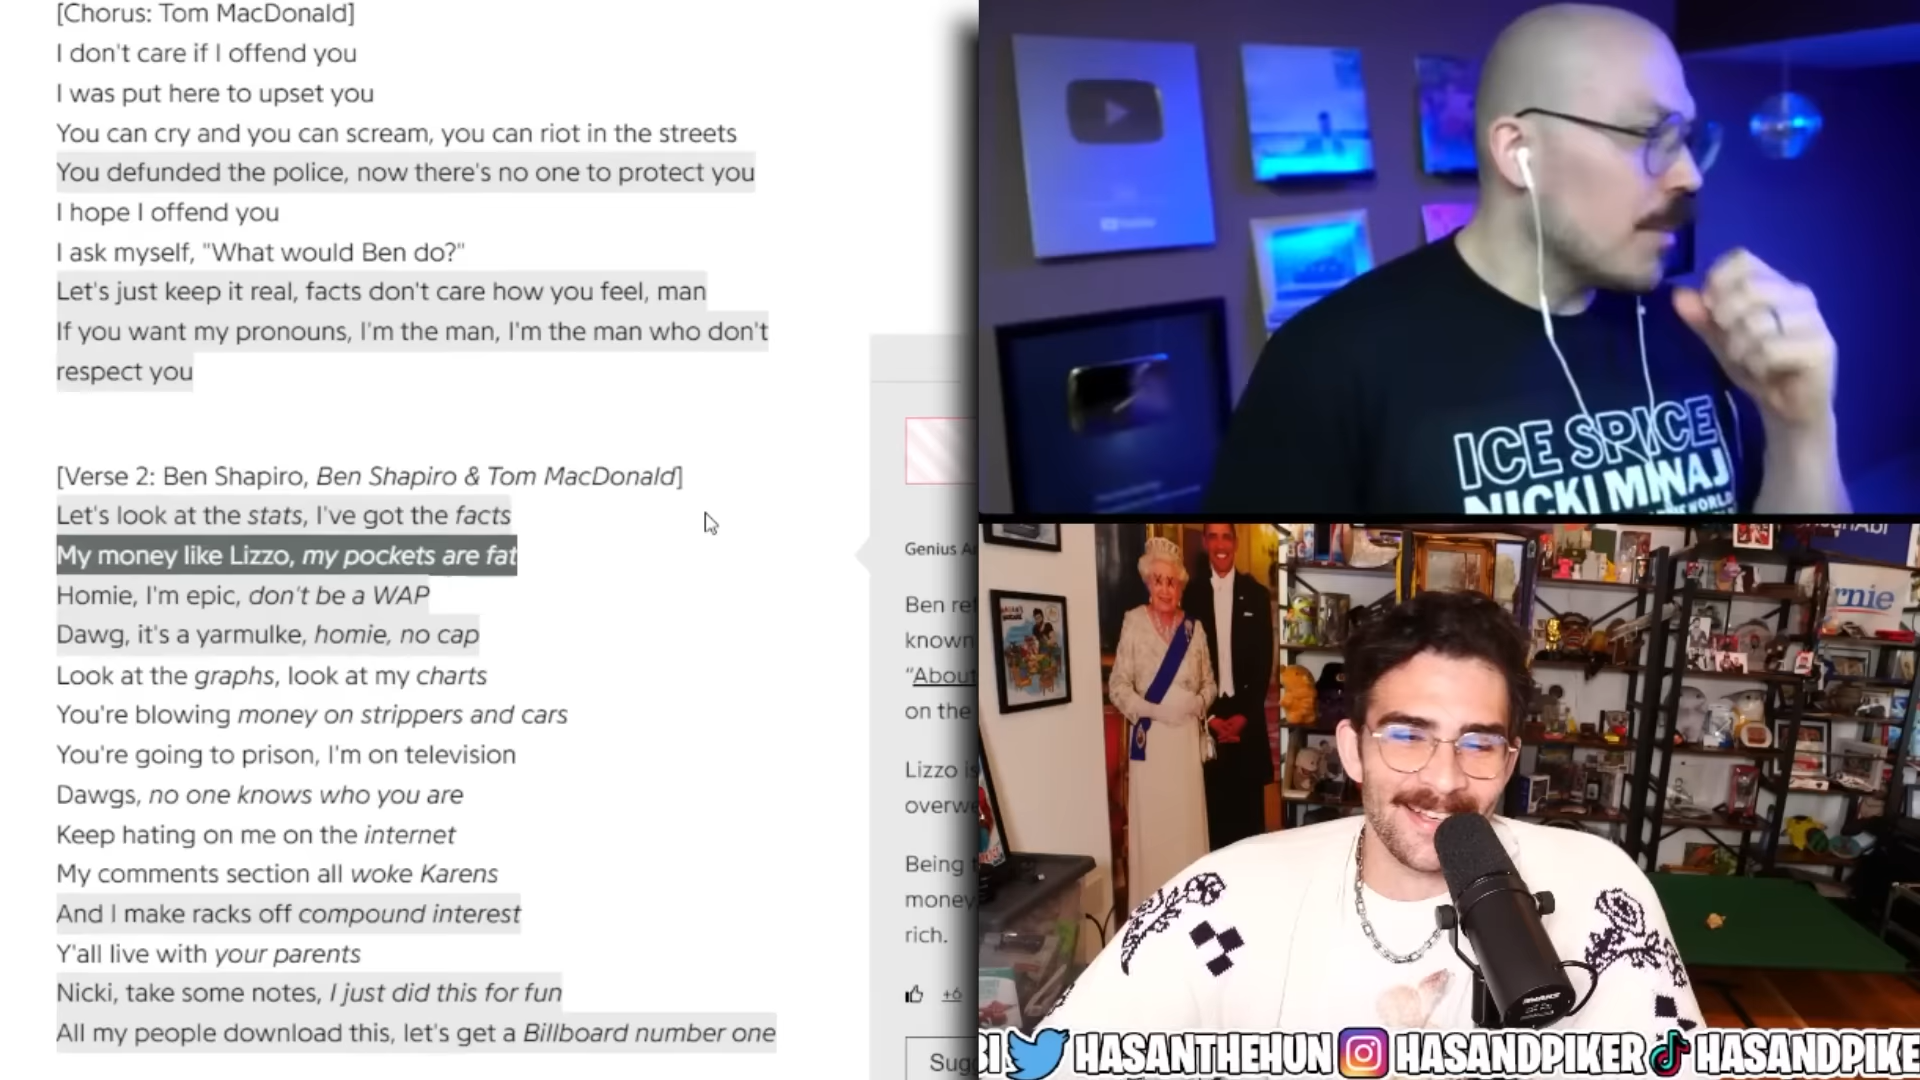 [Chorus: Tom MacDonald]
I don't care if I offend you
I was put here to upset you
You can cry and you can scream, you can riot in the streets
You defunded the police, now there's no one to protect you
I hope I offend you
I ask myself, "What would Ben do?"
Let's just keep it real, facts don't care how you feel, man
If you want my pronouns, I'm the man, I'm the man who don't
respect you
[Verse 2: Ben Shapiro, Ben Shapiro & Tom MacDonald]
Let's look at the stats, I've got the facts
My money like Lizzo, my pockets are fat
Homie, I'm epic, don't be a WAP
Dawg, it's a yarmulke, homie, no cap
Look at the graphs, look at my charts
You're blowing money on strippers and cars
You're going to prison, I'm on television
Dawgs, no one knows who you are
Keep hating on me on the internet
My comments section all woke Karens
And I make racks off compound interest
Y'all live with your parents
Nicki, take some notes, I just did this for fun
All my people download this, let's get a Billboard number one
Genius
Ben
known
"About
on the
Lizzo
Being
money
rich.
+6
ICE SPICE
NICKI MINAJ
WORLD
HASANTHEHUN
HASANDPIKER
HASANDPIKE